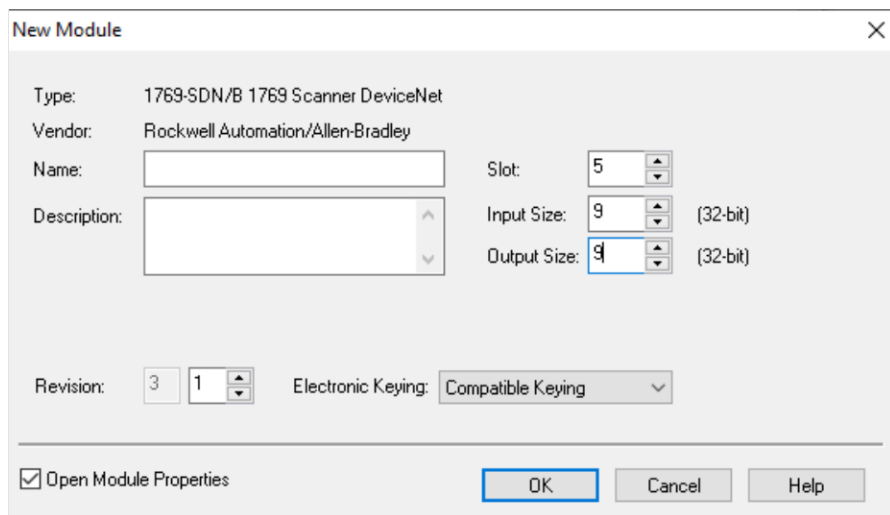 New Module
Type: 1769-SDN/B 1769 Scanner DeviceNet
Vendor: Rockwell Automation/Allen-Bradley
Name: Slot: 5
Description: Input Size: 9 (32-bit)
Output Size: 9 (32-bit)
Revision: 3 1 Electronic Keying: Compatible Keying
Open Module Properties OK Cancel Help